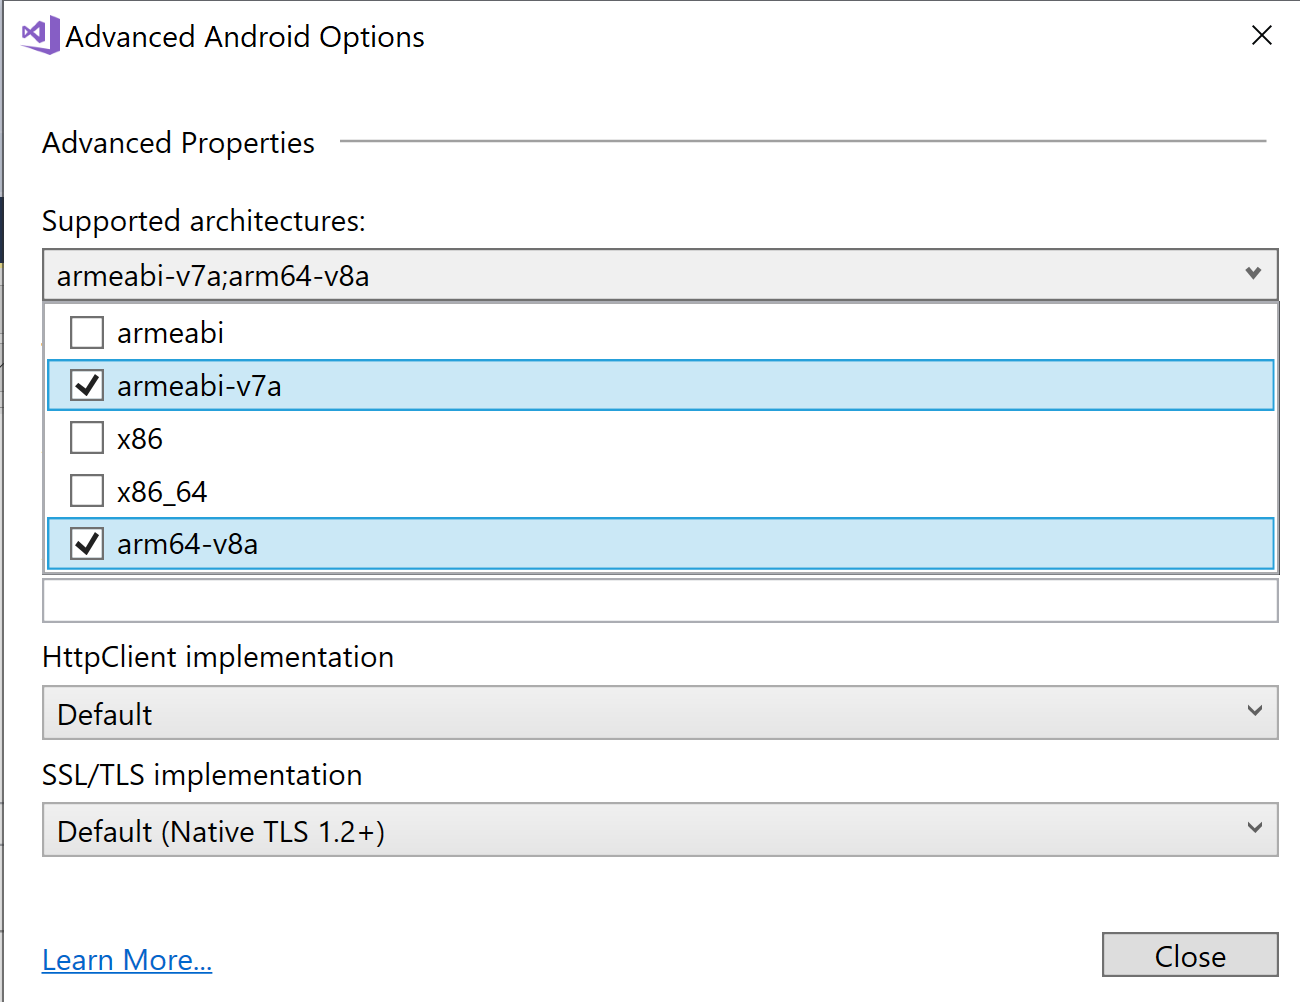 Advanced Android Options
Advanced Properties
Supported architectures:
armeabi-v7a;arm64-v8a
armeabi
armeabi-v7a
x86
x86_64
arm64-v8a
HttpClient implementation
Default
SSL/TLS implementation
Default (Native TLS 1.2+)
Learn More...
Close